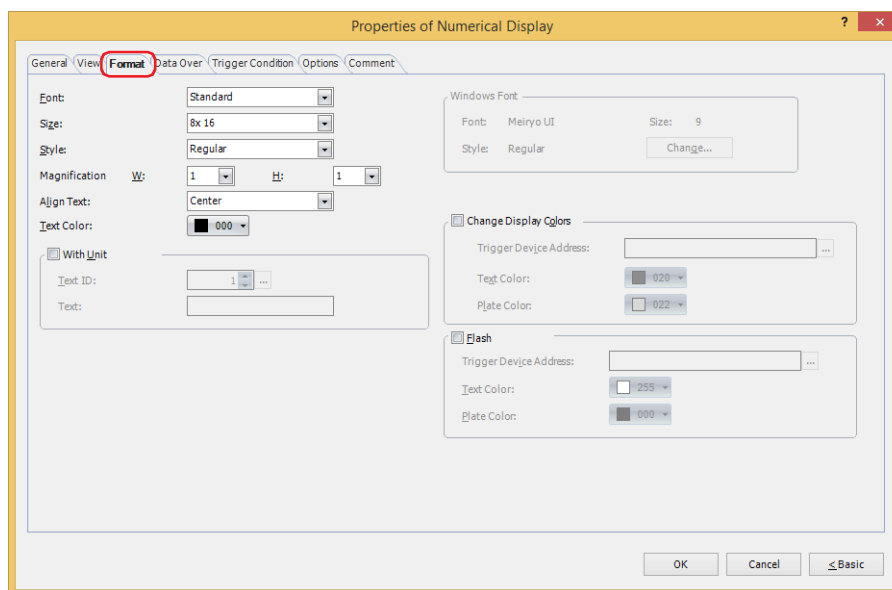 Properties of Numerical Display
? ×
General View Format Data Over Trigger Condition Options Comment
Font: Standard
Size: 8x 16
Style: Regular
Magnification W: 1 H: 1
Align Text: Center
Text Color: 000
With Unit
Text ID: 1 ...
Text:
Windows Font
Font: Meiryo UI Size: 9
Style: Regular Change...
Change Display Colors
Trigger Device Address: ...
Text Color: 020
Plate Color: 022
Flash
Trigger Device Address: ...
Text Color: 255
Plate Color: 000
OK Cancel < Basic